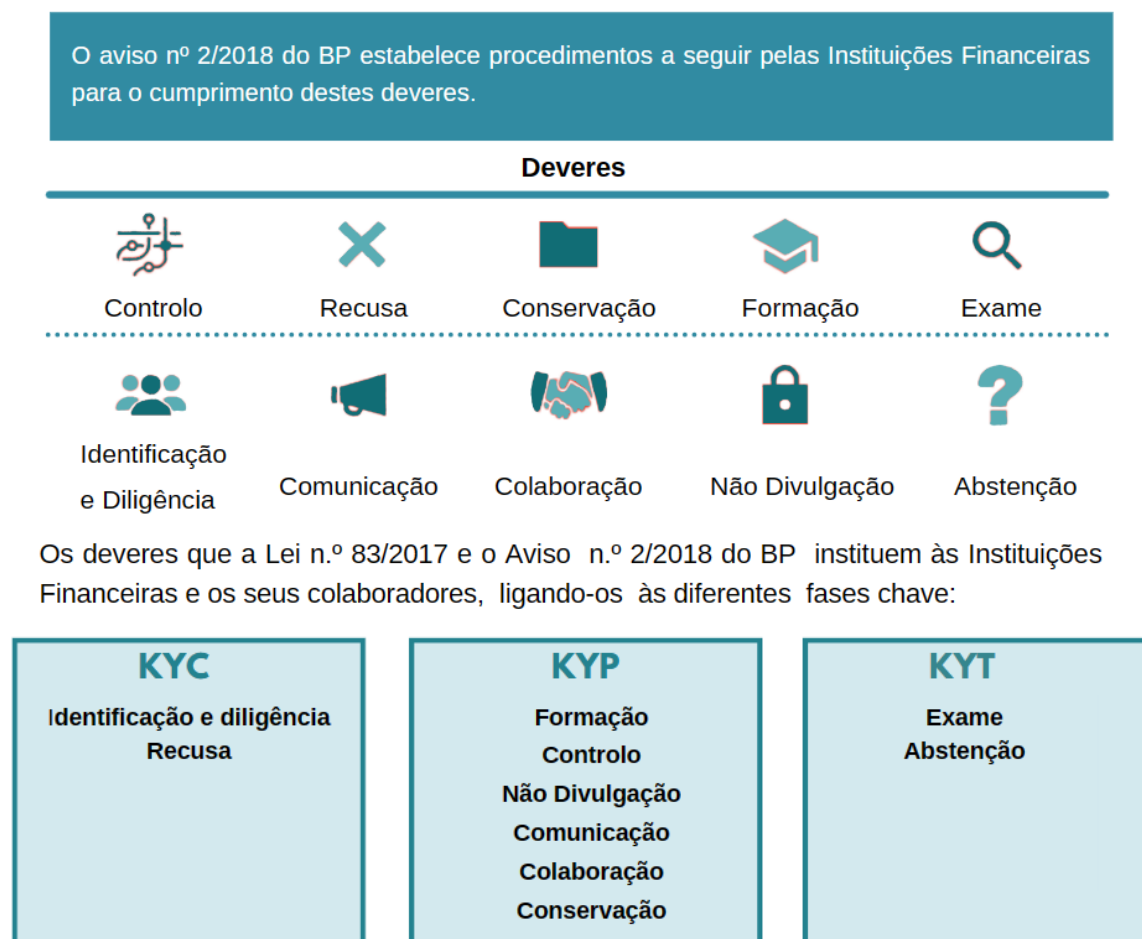 O aviso nº 2/2018 do BP estabelece procedimentos a seguir pelas Instituições Financeiras
para o cumprimento destes deveres.
Deveres
Controlo
Recusa
Conservação
Formação
Exame
Identificação
e Diligência
Comunicação
Colaboração
Não Divulgação
Abstenção
Os deveres que a Lei n.º 83/2017 e o Aviso n.º 2/2018 do BP instituem às Instituições
Financeiras e os seus colaboradores, ligando-os às diferentes fases chave:
KYC
Identificação e diligência
Recusa
KYP
Formação
Controlo
Não Divulgação
Comunicação
Colaboração
Conservação
KYT
Exame
Abstenção